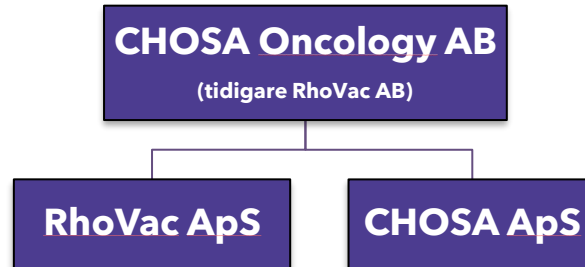 CHOSA Oncology AB
(tidigare RhoVac AB)
RhoVac ApS
CHOSA ApS